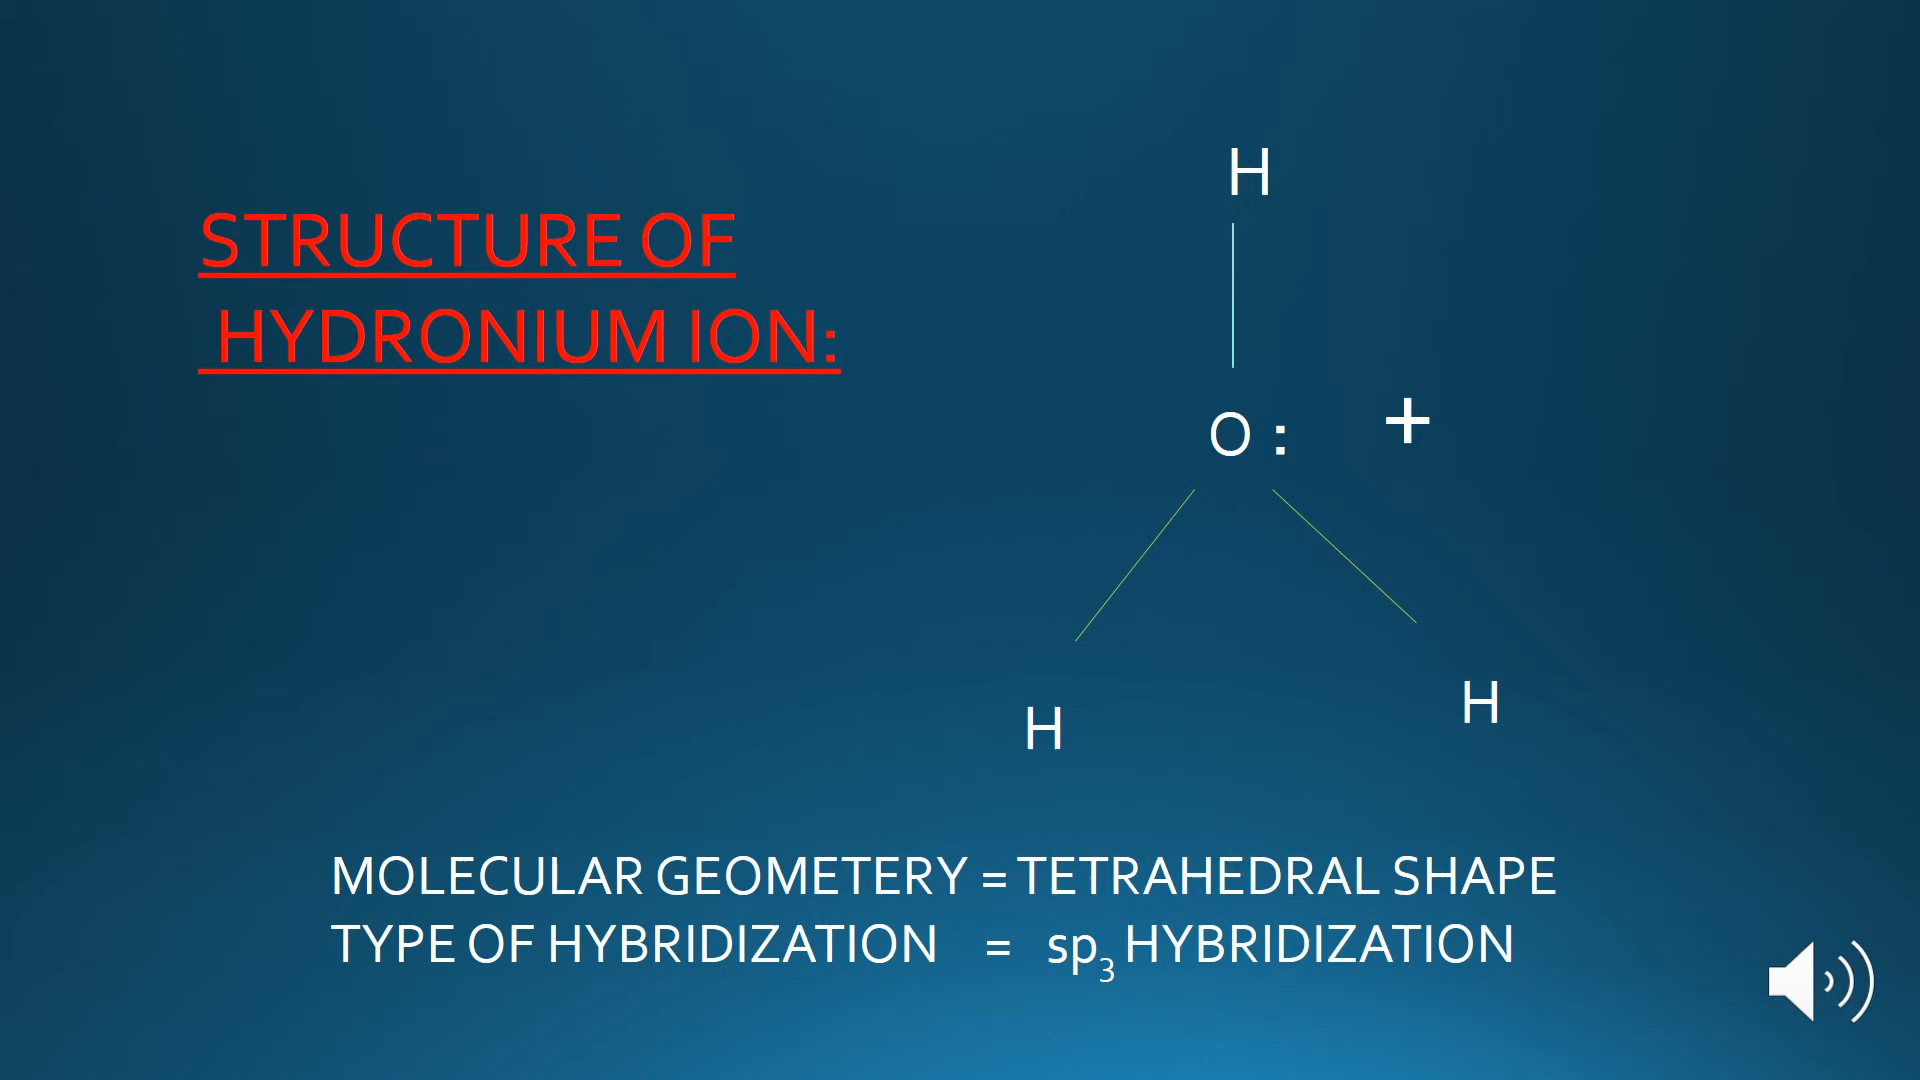 H
STRUCTURE OF
HYDRONIUM ION:
O : +
H
H
MOLECULAR GEOMETERY = TETRAHEDRAL SHAPE
TYPE OF HYBRIDIZATION = sp₃ HYBRIDIZATION